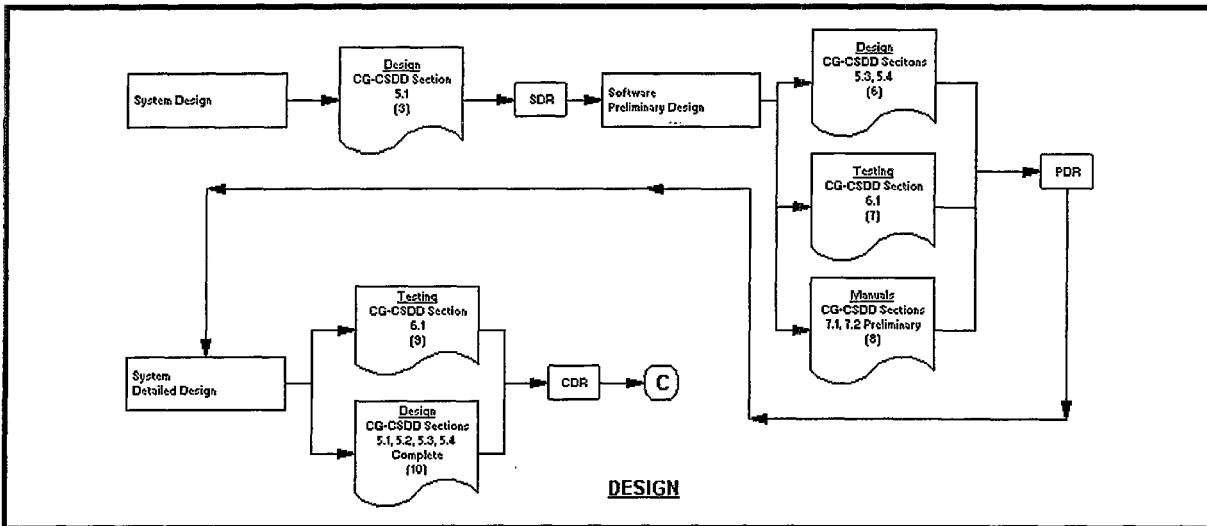 System Design
Design
CG-CSDD Section
5.1
(3)
SDR
Software
Preliminary Design
Design
CG-CSDD Secitons
5.3, 5.4
(6)
Testing
CG-CSDD Section
6.1
(7)
Manuals
CG-CSDD Sections
7.1, 7.2 Preliminary
(8)
PDR
System
Detailed Design
Testing
CG-CSDD Section
6.1
(9)
Design
CG-CSDD Sections
5.1, 5.2, 5.3, 5.4
Complete
(10)
CDR
C
DESIGN